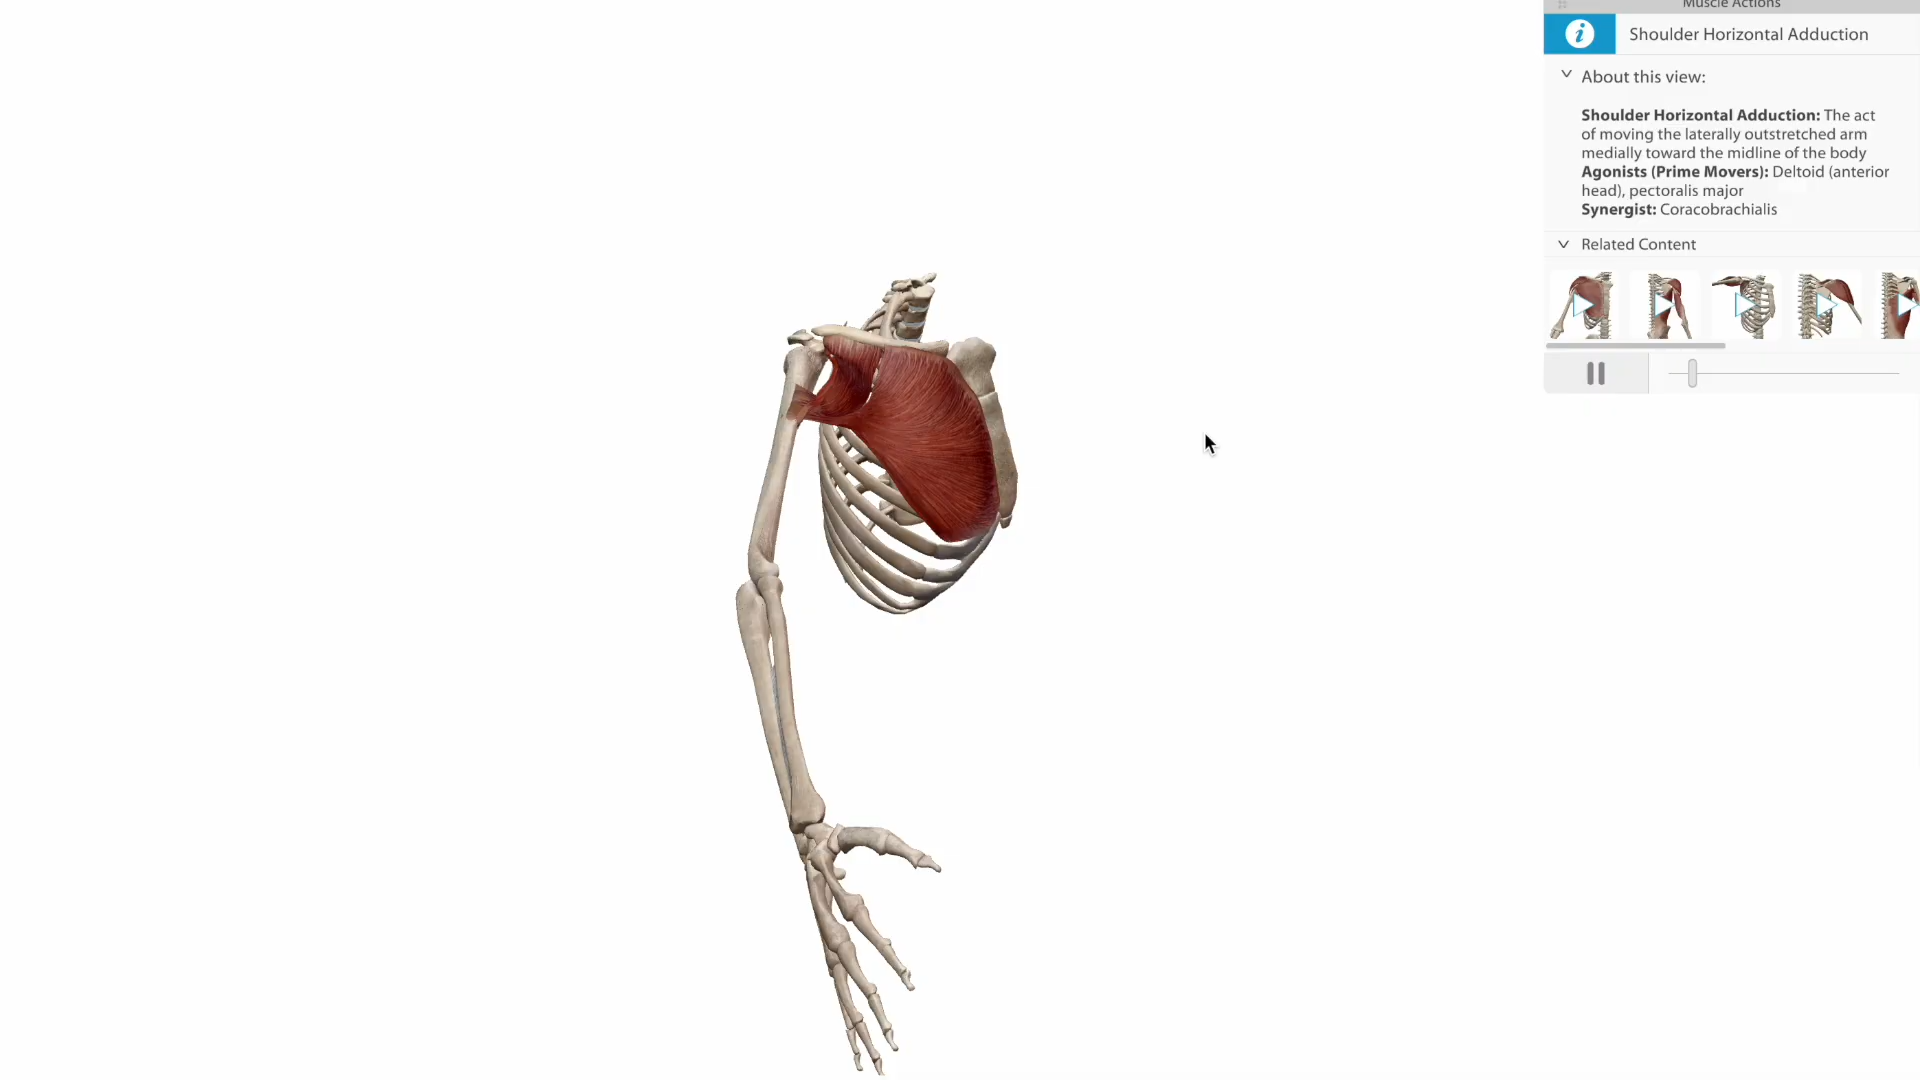 Muscle Actions
i
Shoulder Horizontal Adduction
About this view:
Shoulder Horizontal Adduction: The act
of moving the laterally outstretched arm
medially toward the midline of the body
Agonists (Prime Movers): Deltoid (anterior
head), pectoralis major
Synergist: Coracobrachialis
Related Content